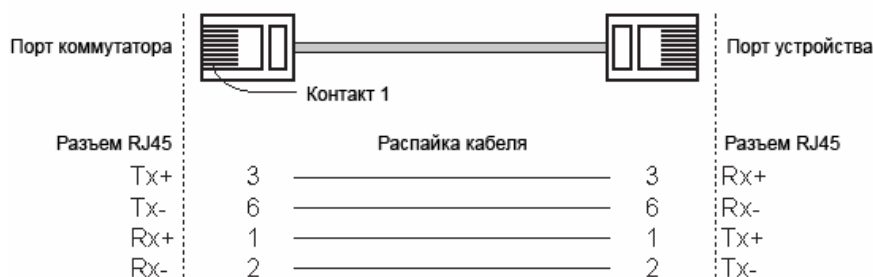 Порт коммутатора Порт устройства
Контакт 1
Разъем RJ45 Распайка кабеля Разъем RJ45
Tx+ 3 3 Rx+
Tx- 6 6 Rx-
Rx+ 1 1 Tx+
Rx- 2 2 Tx-